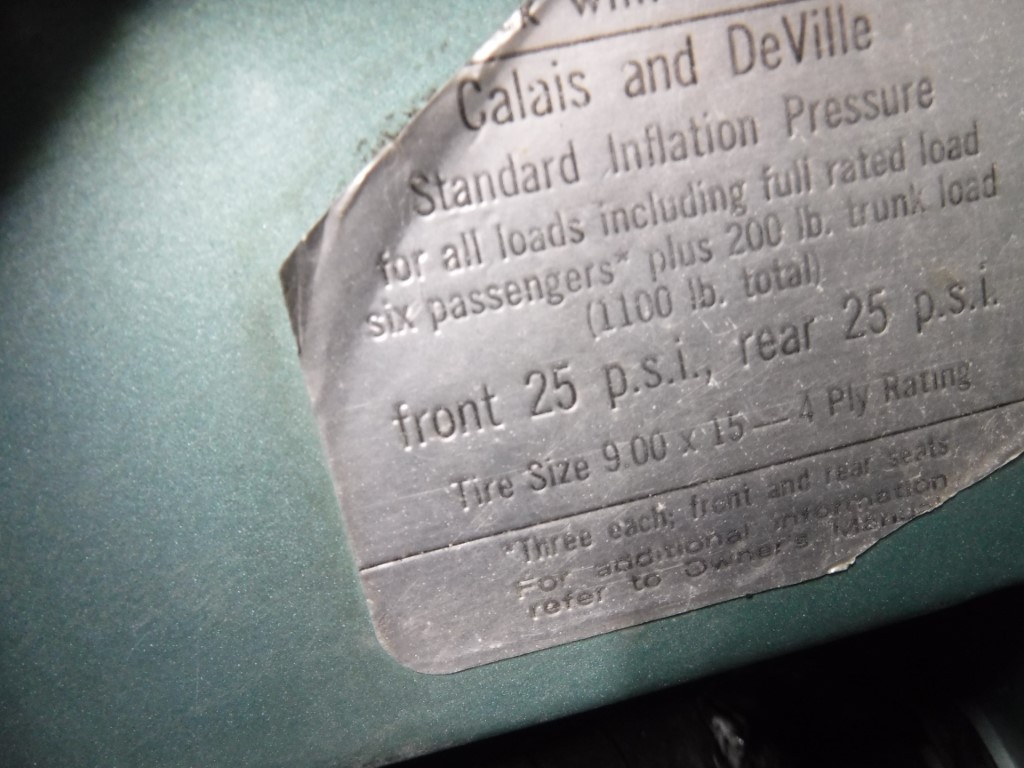 Calais and DeVille
Standard Inflation Pressure
for all loads including full rated load
six passengers* plus 200 lb. trunk load
(1100 lb. total)
front 25 p.s.i., rear 25 p.s.i.
Tire Size 9.00 x 15—4 Ply Rating
*Three each, front and rear seats
For additional information
refer to Owner's